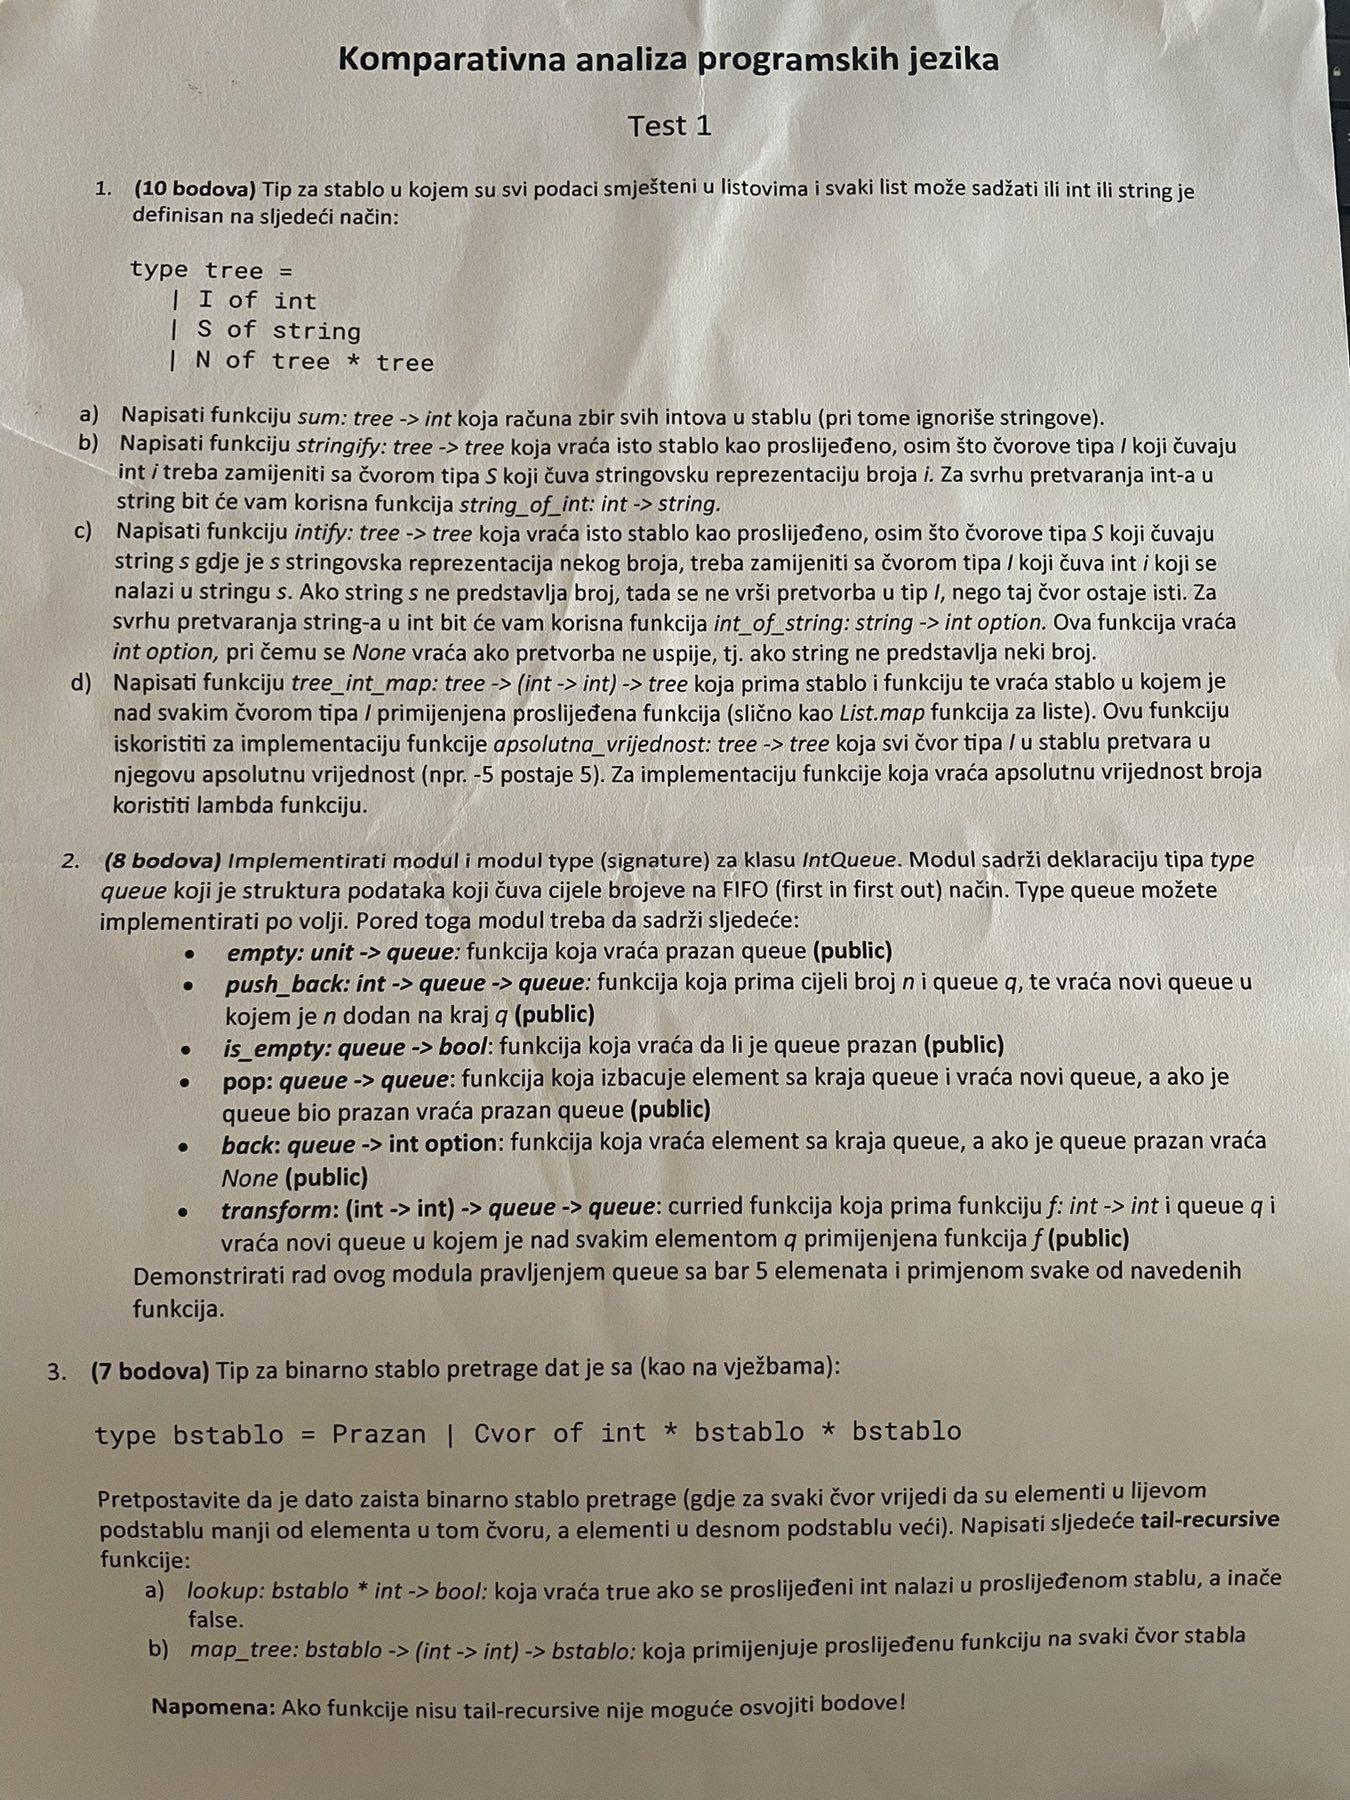 Komparativna analiza programskih jezika
Test 1
1. (10 bodova) Tip za stablo u kojem su svi podaci smješteni u listovima i svaki list može sadžati ili int ili string je
definisan na sljedeći način:
type tree =
| I of int
| S of string
| N of tree * tree
a) Napisati funkciju sum: tree -> int koja računa zbir svih intova u stablu (pri tome ignoriše stringove).
b) Napisati funkciju stringify: tree -> tree koja vraća isto stablo kao proslijeđeno, osim što čvorove tipa I koji čuvaju
int i treba zamijeniti sa čvorom tipa S koji čuva stringovsku reprezentaciju broja i. Za svrhu pretvaranja int-a u
string bit će vam korisna funkcija string_of_int: int -> string.
c) Napisati funkciju intify: tree -> tree koja vraća isto stablo kao proslijeđeno, osim što čvorove tipa S koji čuvaju
string s gdje je s stringovska reprezentacija nekog broja, treba zamijeniti sa čvorom tipa I koji čuva int i koji se
nalazi u stringu s. Ako string s ne predstavlja broj, tada se ne vrši pretvorba u tip I, nego taj čvor ostaje isti. Za
svrhu pretvaranja string-a u int bit će vam korisna funkcija int_of_string: string -> int option. Ova funkcija vraća
int option, pri čemu se None vraća ako pretvorba ne uspije, tj. ako string ne predstavlja neki broj.
d) Napisati funkciju tree_int_map: tree -> (int -> int) -> tree koja prima stablo i funkciju te vraća stablo u kojem je
nad svakim čvorom tipa I primijenjena proslijeđena funkcija (slično kao List.map funkcija za liste). Ovu funkciju
iskoristiti za implementaciju funkcije apsolutna_vrijednost: tree -> tree koja svi čvor tipa I u stablu pretvara u
njegovu apsolutnu vrijednost (npr. -5 postaje 5). Za implementaciju funkcije koja vraća apsolutnu vrijednost broja
koristiti lambda funkciju.
2. (8 bodova) Implementirati modul i modul type (signature) za klasu IntQueue. Modul sadrži deklaraciju tipa type
queue koji je struktura podataka koji čuva cijele brojeve na FIFO (first in first out) način. Type queue možete
implementirati po volji. Pored toga modul treba da sadrži sljedeće:
• empty: unit -> queue: funkcija koja vraća prazan queue (public)
• push_back: int -> queue -> queue: funkcija koja prima cijeli broj n i queue q, te vraća novi queue u
kojem je n dodan na kraj q (public)
• is_empty: queue -> bool: funkcija koja vraća da li je queue prazan (public)
• pop: queue -> queue: funkcija koja izbacuje element sa kraja queue i vraća novi queue, a ako je
queue bio prazan vraća prazan queue (public)
• back: queue -> int option: funkcija koja vraća element sa kraja queue, a ako je queue prazan vraća
None (public)
• transform: (int -> int) -> queue -> queue: curried funkcija koja prima funkciju f: int -> int i queue q i
vraća novi queue u kojem je nad svakim elementom q primijenjena funkcija f (public)
Demonstrirati rad ovog modula pravljenjem queue sa bar 5 elemenata i primjenom svake od navedenih
funkcija.
3. (7 bodova) Tip za binarno stablo pretrage dat je sa (kao na vježbama):
type bstablo = Prazan | Cvor of int * bstablo * bstablo
Pretpostavite da je dato zaista binarno stablo pretrage (gdje za svaki čvor vrijedi da su elementi u lijevom
podstablu manji od elementa u tom čvoru, a elementi u desnom podstablu veći). Napisati sljedeće tail-recursive
funkcije:
a) lookup: bstablo * int -> bool: koja vraća true ako se proslijeđeni int nalazi u proslijeđenom stablu, a inače
false.
b) map_tree: bstablo -> (int -> int) -> bstablo: koja primijenjuje proslijeđenu funkciju na svaki čvor stabla
Napomena: Ako funkcije nisu tail-recursive nije moguće osvojiti bodove!